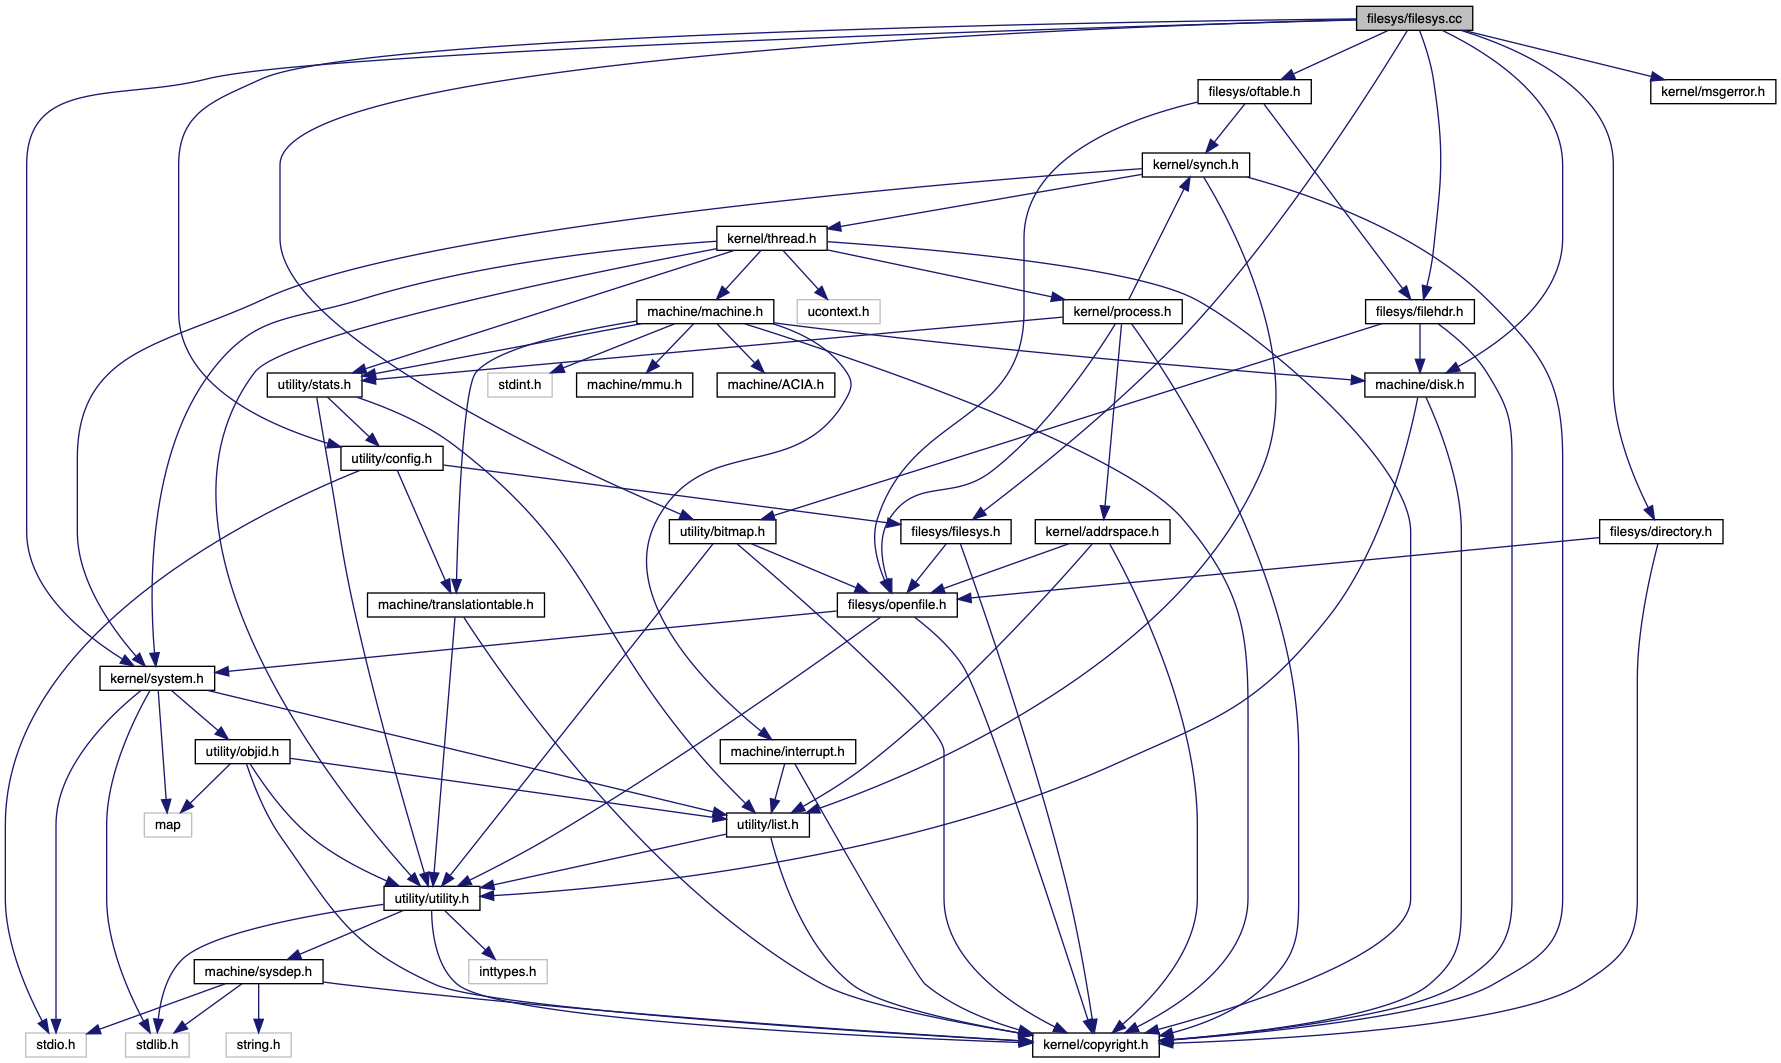 filesys/filesys.cc
filesys/oftable.h
kernel/msgerror.h
kernel/synch.h
kernel/thread.h
machine/machine.h
ucontext.h
kernel/process.h
filesys/filehdr.h
utility/stats.h
stdint.h
machine/mmu.h
machine/ACIA.h
machine/disk.h
utility/config.h
utility/bitmap.h
filesys/filesys.h
kernel/addrspace.h
filesys/directory.h
machine/translationtable.h
filesys/openfile.h
kernel/system.h
utility/objid.h
machine/interrupt.h
map
utility/list.h
utility/utility.h
machine/sysdep.h
inttypes.h
stdio.h
stdlib.h
string.h
kernel/copyright.h